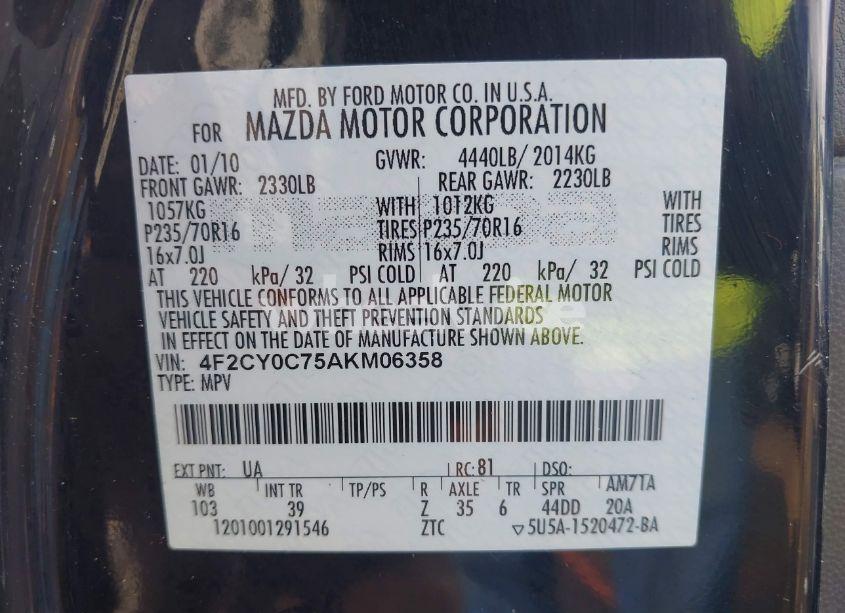 MFD. BY FORD MOTOR CO. IN U.S.A.
FOR MAZDA MOTOR CORPORATION
DATE: 01/10 GVWR: 4440LB/ 2014KG
FRONT GAWR: 2330LB REAR GAWR: 2230LB
1057KG WITH 1012KG WITH
P235/70R16 TIRES P235/70R16 TIRES
16x7.0J RIMS 16x7.0J RIMS
AT 220 kPa/ 32 PSI COLD AT 220 kPa/ 32 PSI COLD
THIS VEHICLE CONFORMS TO ALL APPLICABLE FEDERAL MOTOR
VEHICLE SAFETY AND THEFT PREVENTION STANDARDS
IN EFFECT ON THE DATE OF MANUFACTURE SHOWN ABOVE.
VIN: 4F2CY0C75AKM06358
TYPE: MPV
EXT PNT: UA RC: 81 DSO:
WB INT TR TP/PS R AXLE TR SPR AM71A
103 39 Z 35 6 44DD 20A
1201001291546 ZTC ▽5U5A-1520472-BA